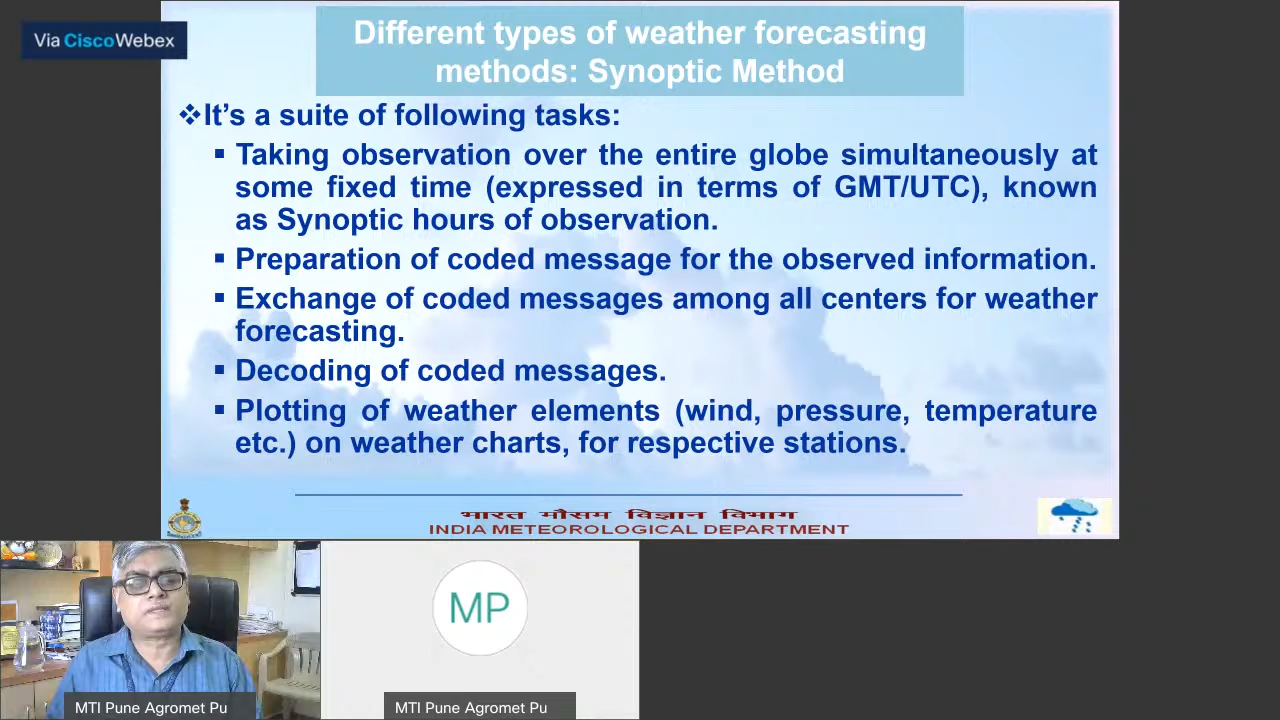 Via Cisco Webex
Different types of weather forecasting
methods: Synoptic Method
❖It's a suite of following tasks:
▪ Taking observation over the entire globe simultaneously at
some fixed time (expressed in terms of GMT/UTC), known
as Synoptic hours of observation.
▪ Preparation of coded message for the observed information.
▪ Exchange of coded messages among all centers for weather
forecasting.
▪ Decoding of coded messages.
▪ Plotting of weather elements (wind, pressure, temperature
etc.) on weather charts, for respective stations.
भारत मौसम विज्ञान विभाग
INDIA METEOROLOGICAL DEPARTMENT
MP
MTI Pune Agromet Pu
MTI Pune Agromet Pu